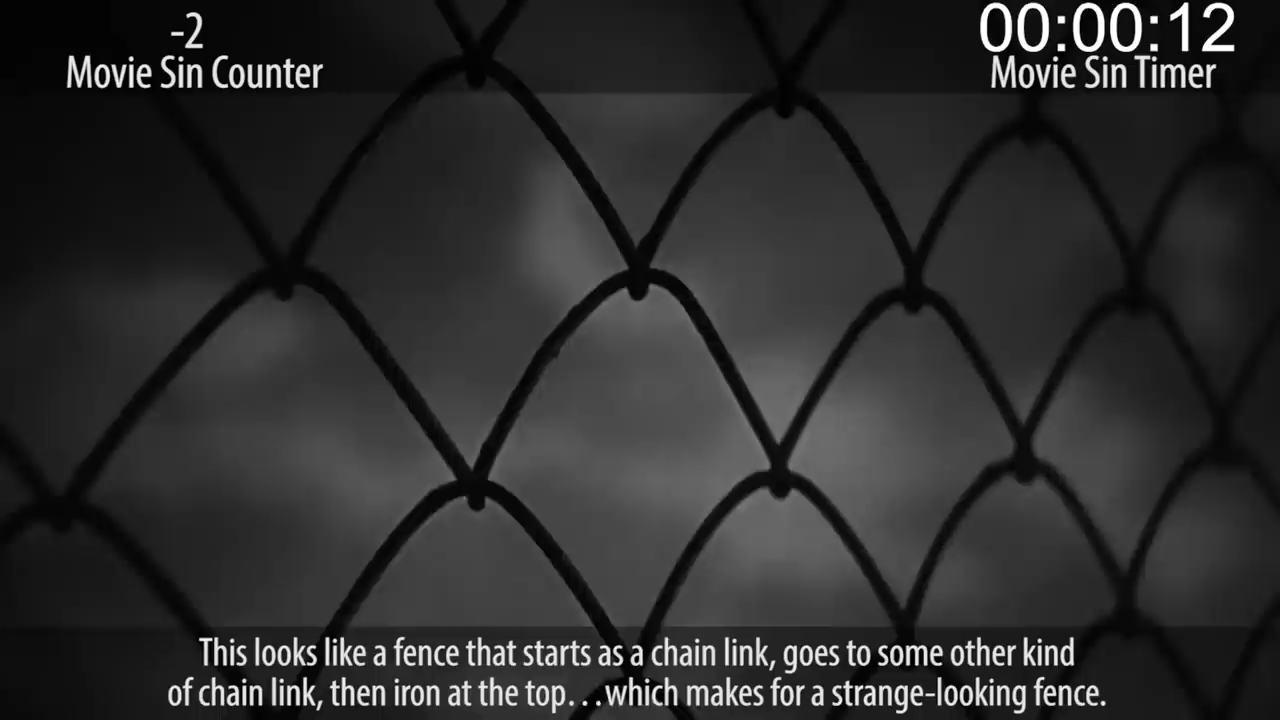 -2
Movie Sin Counter
00:00:12
Movie Sin Timer
This looks like a fence that starts as a chain link, goes to some other kind
of chain link, then iron at the top...which makes for a strange-looking fence.